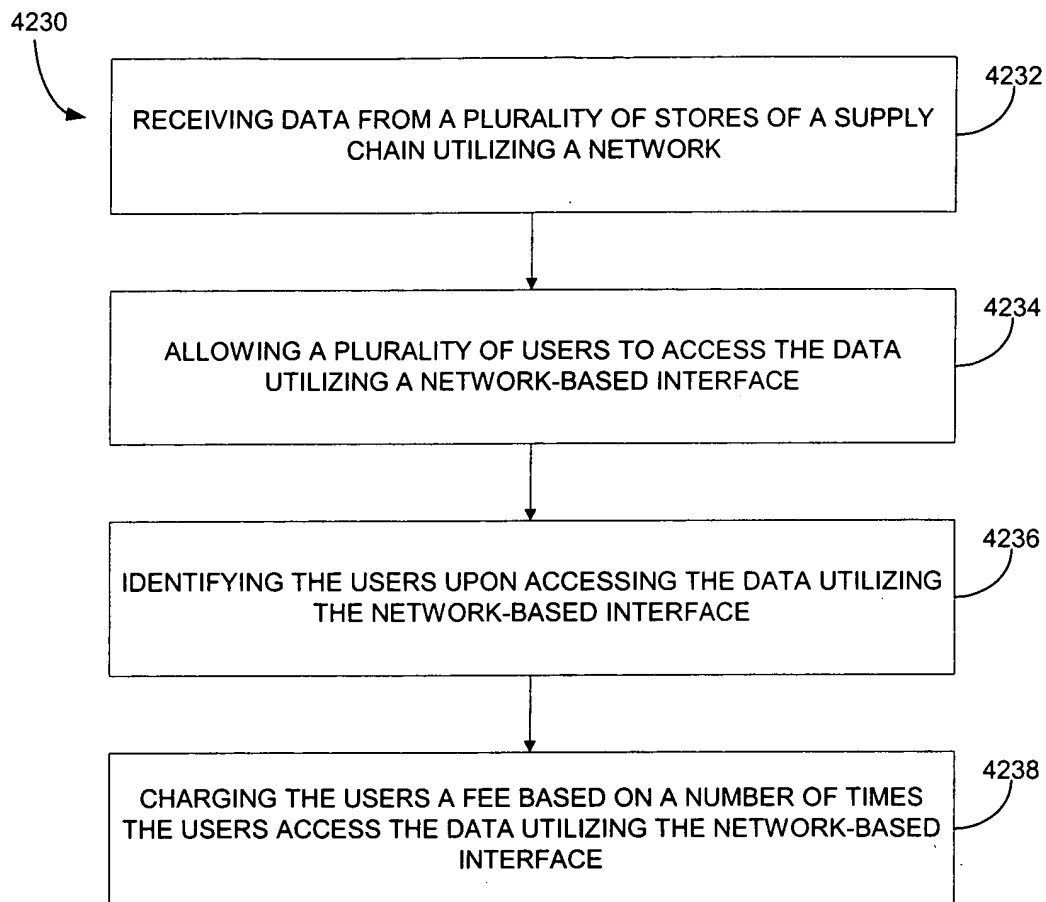 4230
4232
RECEIVING DATA FROM A PLURALITY OF STORES OF A SUPPLY
CHAIN UTILIZING A NETWORK
4234
ALLOWING A PLURALITY OF USERS TO ACCESS THE DATA
UTILIZING A NETWORK-BASED INTERFACE
4236
IDENTIFYING THE USERS UPON ACCESSING THE DATA UTILIZING
THE NETWORK-BASED INTERFACE
4238
CHARGING THE USERS A FEE BASED ON A NUMBER OF TIMES
THE USERS ACCESS THE DATA UTILIZING THE NETWORK-BASED
INTERFACE